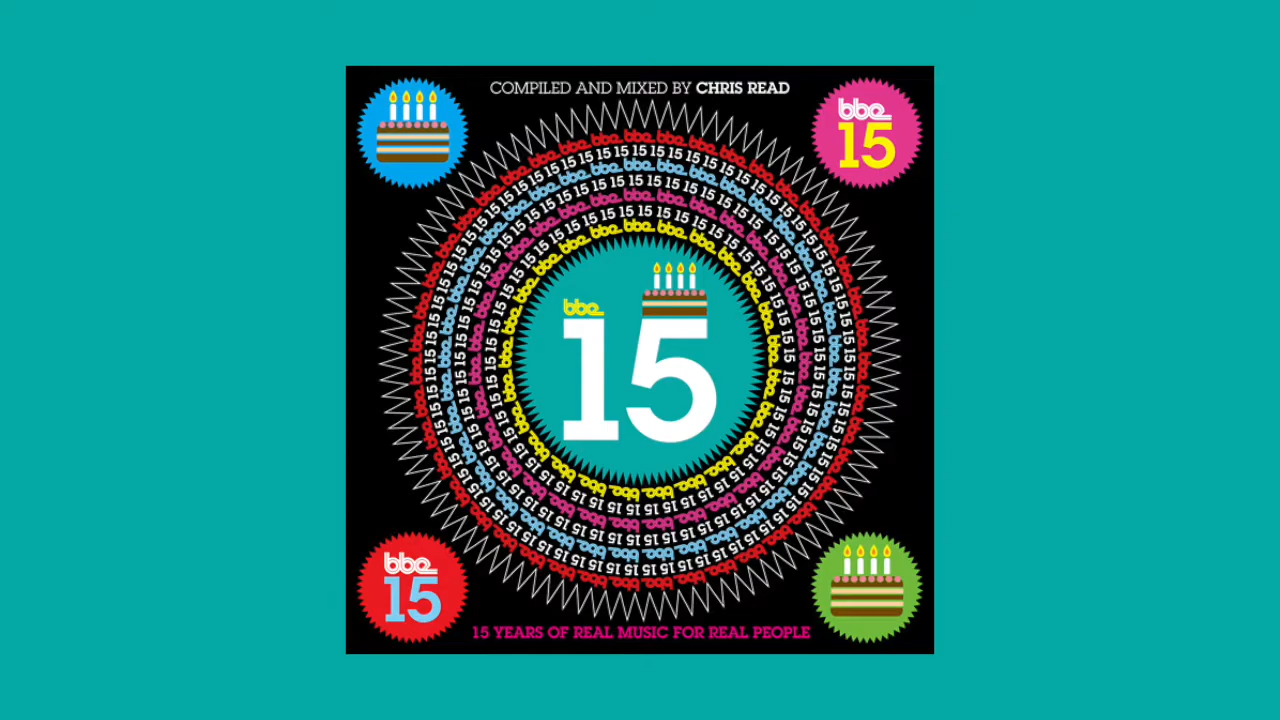 COMPILED AND MIXED BY CHRIS READ
bbe
15
bbe
15
bbe
15
15 YEARS OF REAL MUSIC FOR REAL PEOPLE